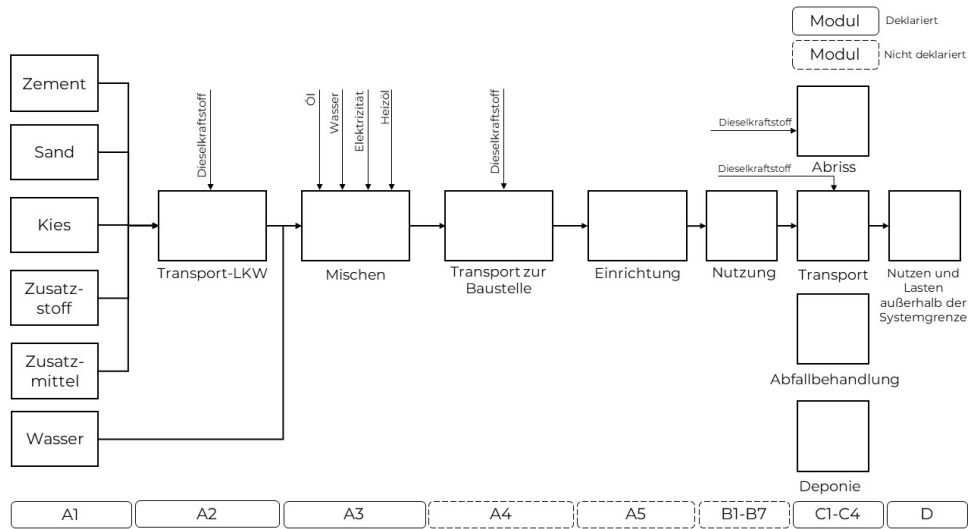 Modul
Deklariert
Modul
Nicht deklariert
Zement
Sand
Kies
Zusatz-
stoff
Zusatz-
mittel
Wasser
Dieselkraftstoff
Transport-LKW
Öl
Wasser
Elektrizität
Heizöl
Mischen
Dieselkraftstoff
Transport zur
Baustelle
Einrichtung
Nutzung
Dieselkraftstoff
Abriss
Dieselkraftstoff
Transport
Abfallbehandlung
Deponie
Nutzen und
Lasten
außerhalb der
Systemgrenze
A1
A2
A3
A4
A5
B1-B7
C1-C4
D